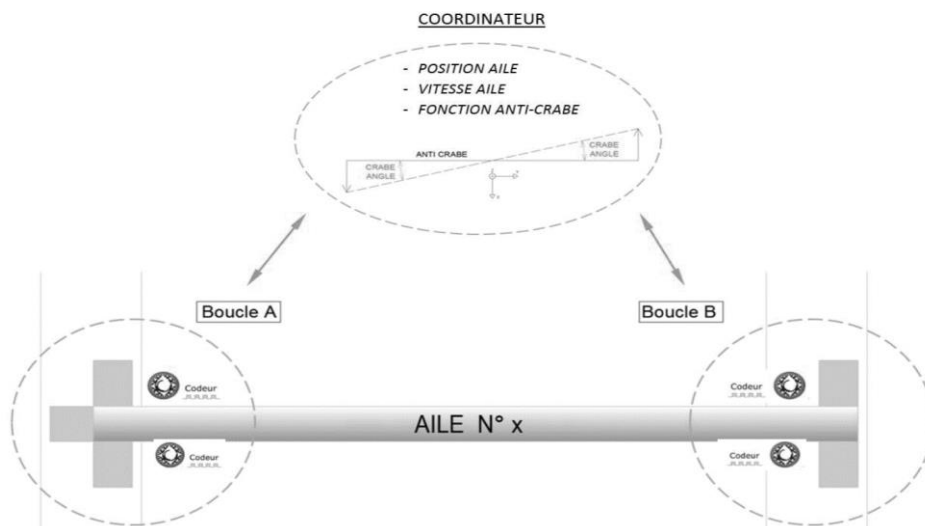 COORDINATEUR
- POSITION AILE
- VITESSE AILE
- FONCTION ANTI-CRABE
ANTI CRABE
CRABE
ANGLE
CRABE
ANGLE
Boucle A
Boucle B
Codeur
Codeur
AILE N° x
Codeur
Codeur